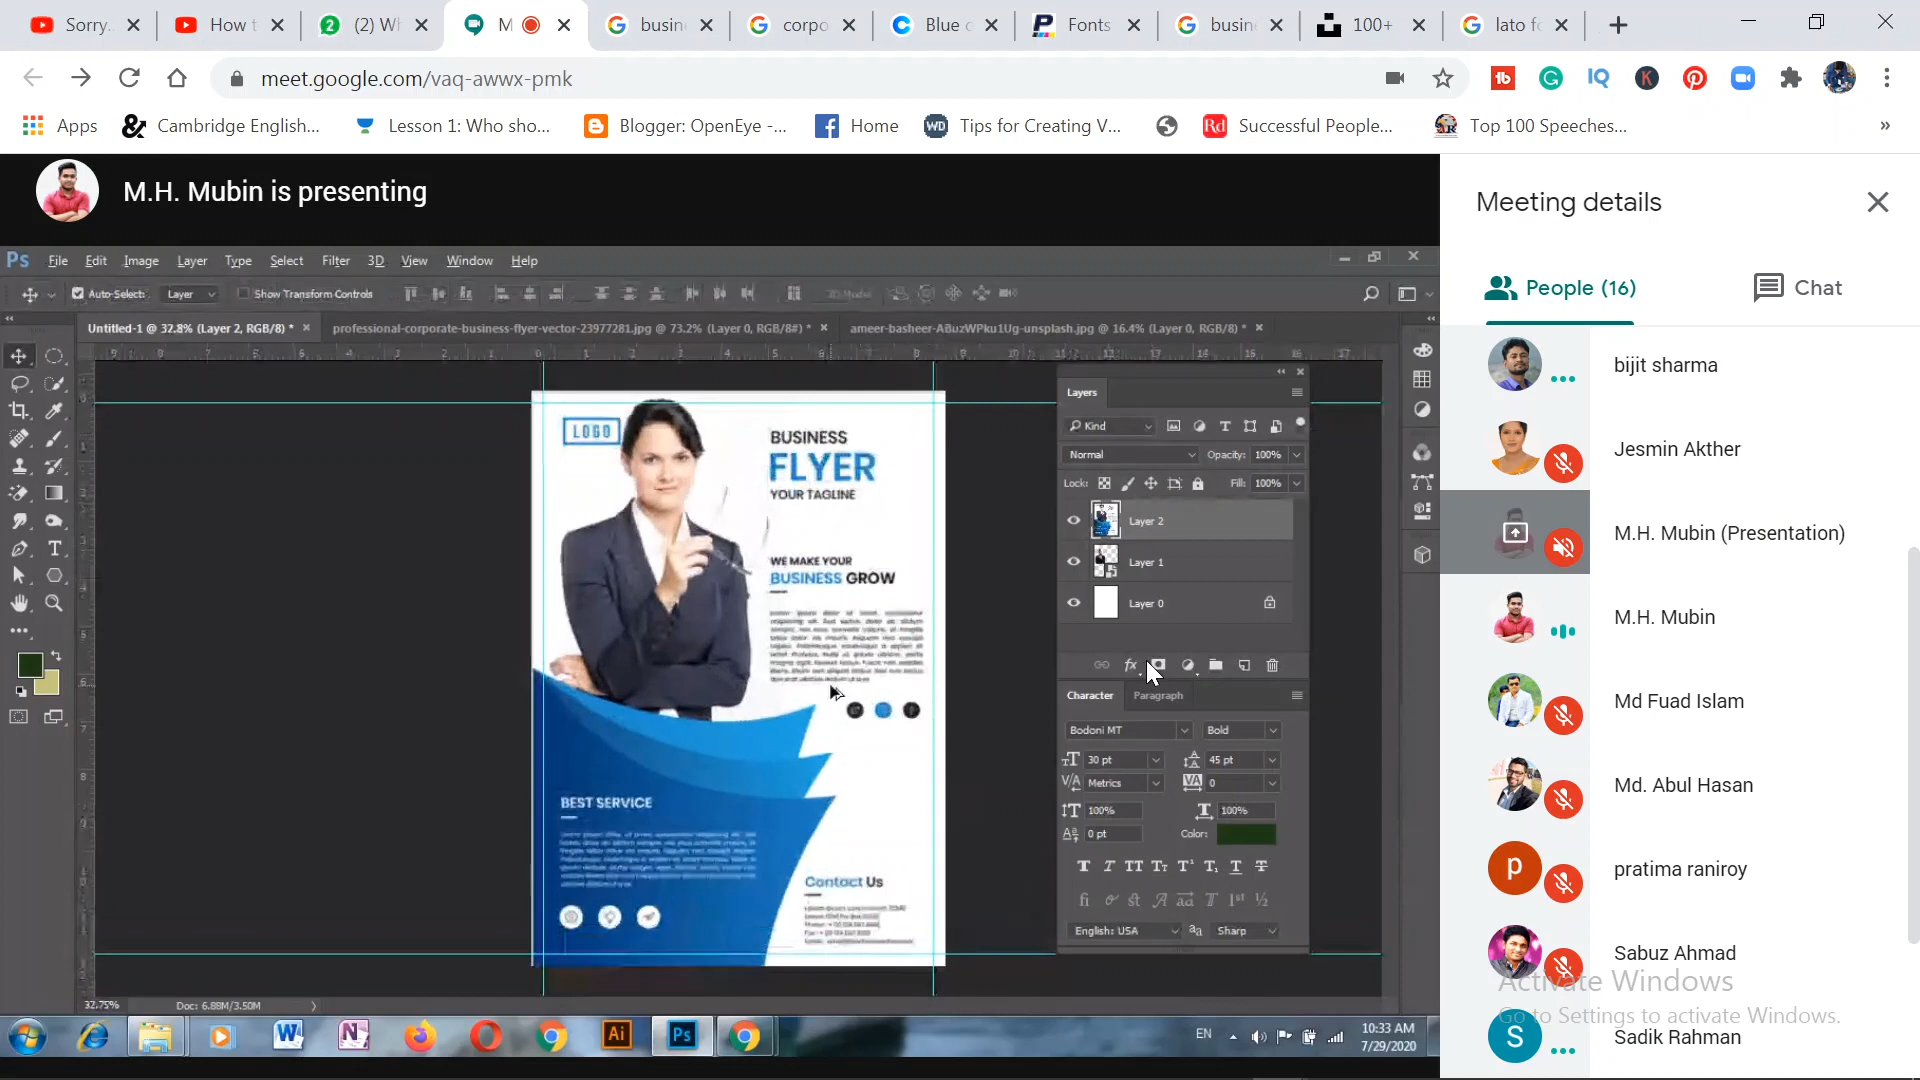 Sorry.
How t
(2) Wh
M
busin
corpo
Blue c
Fonts
busin
100+
lato fo
meet.google.com/vaq-awwx-pmk
Apps
Cambridge English...
Lesson 1: Who sho...
Blogger: OpenEye -...
Home
WD
Tips for Creating V...
Rd
Successful People...
Top 100 Speeches...
M.H. Mubin is presenting
Meeting details
People (16)
Chat
Ps File Edit Image Layer Type Select Filter 3D View Window Help
Auto-Select: Layer Show Transform Controls
Untitled-1 @ 32.8% (Layer 2, RGB/8) *
professional-corporate-business-flyer-vector-23977281.jpg @ 73.2% (Layer 0, RGB/8#) *
ameer-basheer-ABuzWPku1Ug-unsplash.jpg @ 16.4% (Layer 0, RGB/8) *
LOGO
BUSINESS
FLYER
YOUR TAGLINE
WE MAKE YOUR
BUSINESS GROW
BEST SERVICE
Contact Us
Layers
Kind
Normal Opacity: 100%
Lock: Fill: 100%
Layer 2
Layer 1
Layer 0
fx
Character Paragraph
Bodoni MT Bold
30 pt 45 pt
Metrics 0
100% 100%
0 pt Color:
English: USA aa Sharp
32.75% Doc: 6.88M/3.50M
EN
10:33 AM
7/29/2020
bijit sharma
Jesmin Akther
M.H. Mubin (Presentation)
M.H. Mubin
Md Fuad Islam
Md. Abul Hasan
p
pratima raniroy
Sabuz Ahmad
Activate Windows
Go to Settings to activate Windows.
S
Sadik Rahman